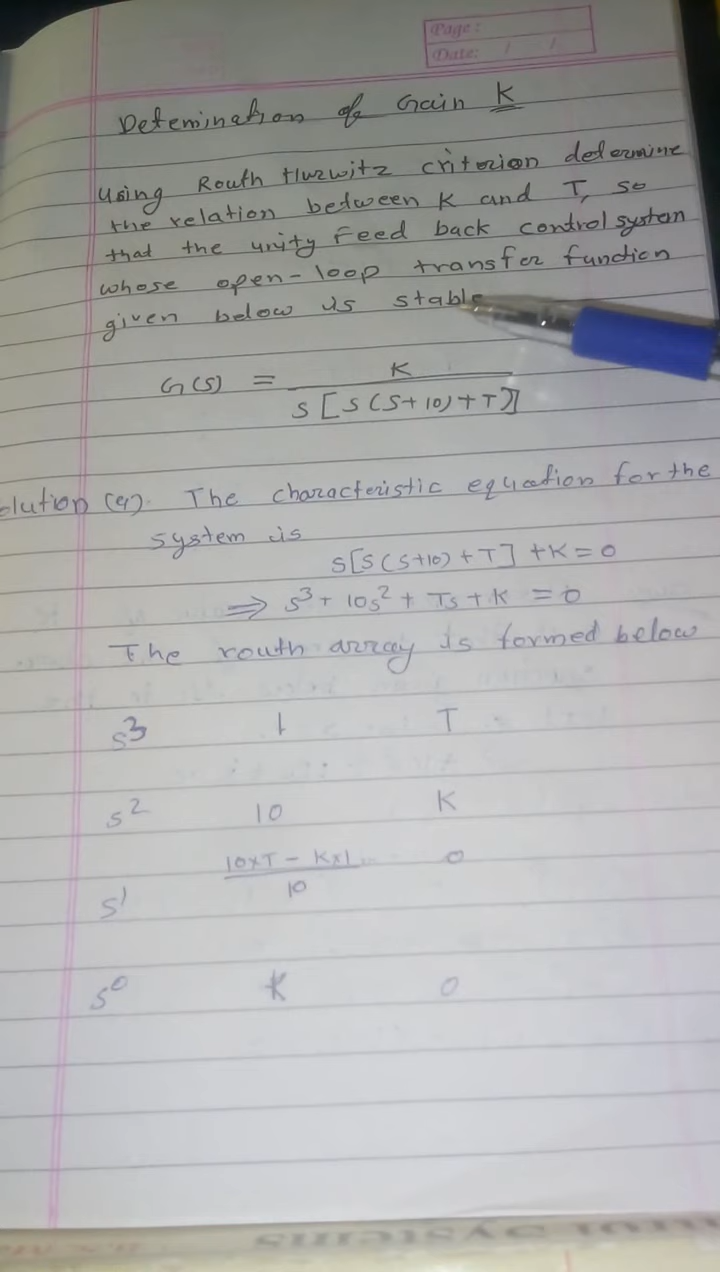 Page:
Date: / /
Detemination of Gain K
Using Routh Hurwitz criterion determine
the relation between K and T, so
that the unity Feed back control system
whose open-loop transfer function
given below is stable
G(S) = K / S[S(S+10)+T]
olution (a). The characteristic equation for the
system is
S[S(S+10)+T]+K=0
⇒ S³+10S²+TS+K=0
The routh array is formed below
S³ 1 T
S² 10 K
S¹ 10×T-K×1 / 10 0
S⁰ K 0